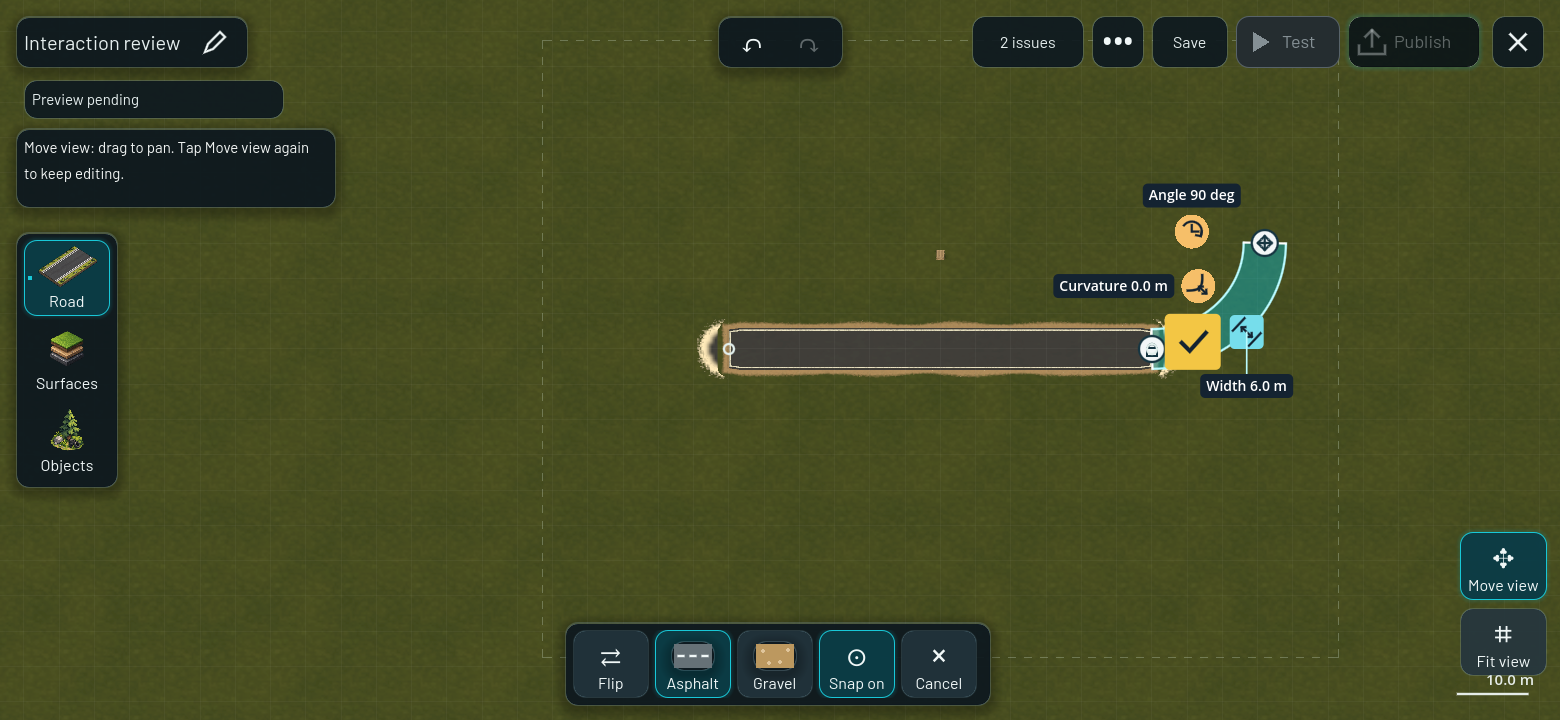 Interaction review
2 issues
Save
Test
Publish
Preview pending
Move view: drag to pan. Tap Move view again
to keep editing.
Angle 90 deg
Road
Curvature 0.0 m
Surfaces
Width 6.0 m
Objects
Move view
Flip
Asphalt
Gravel
Snap on
Cancel
Fit view
10.0 m